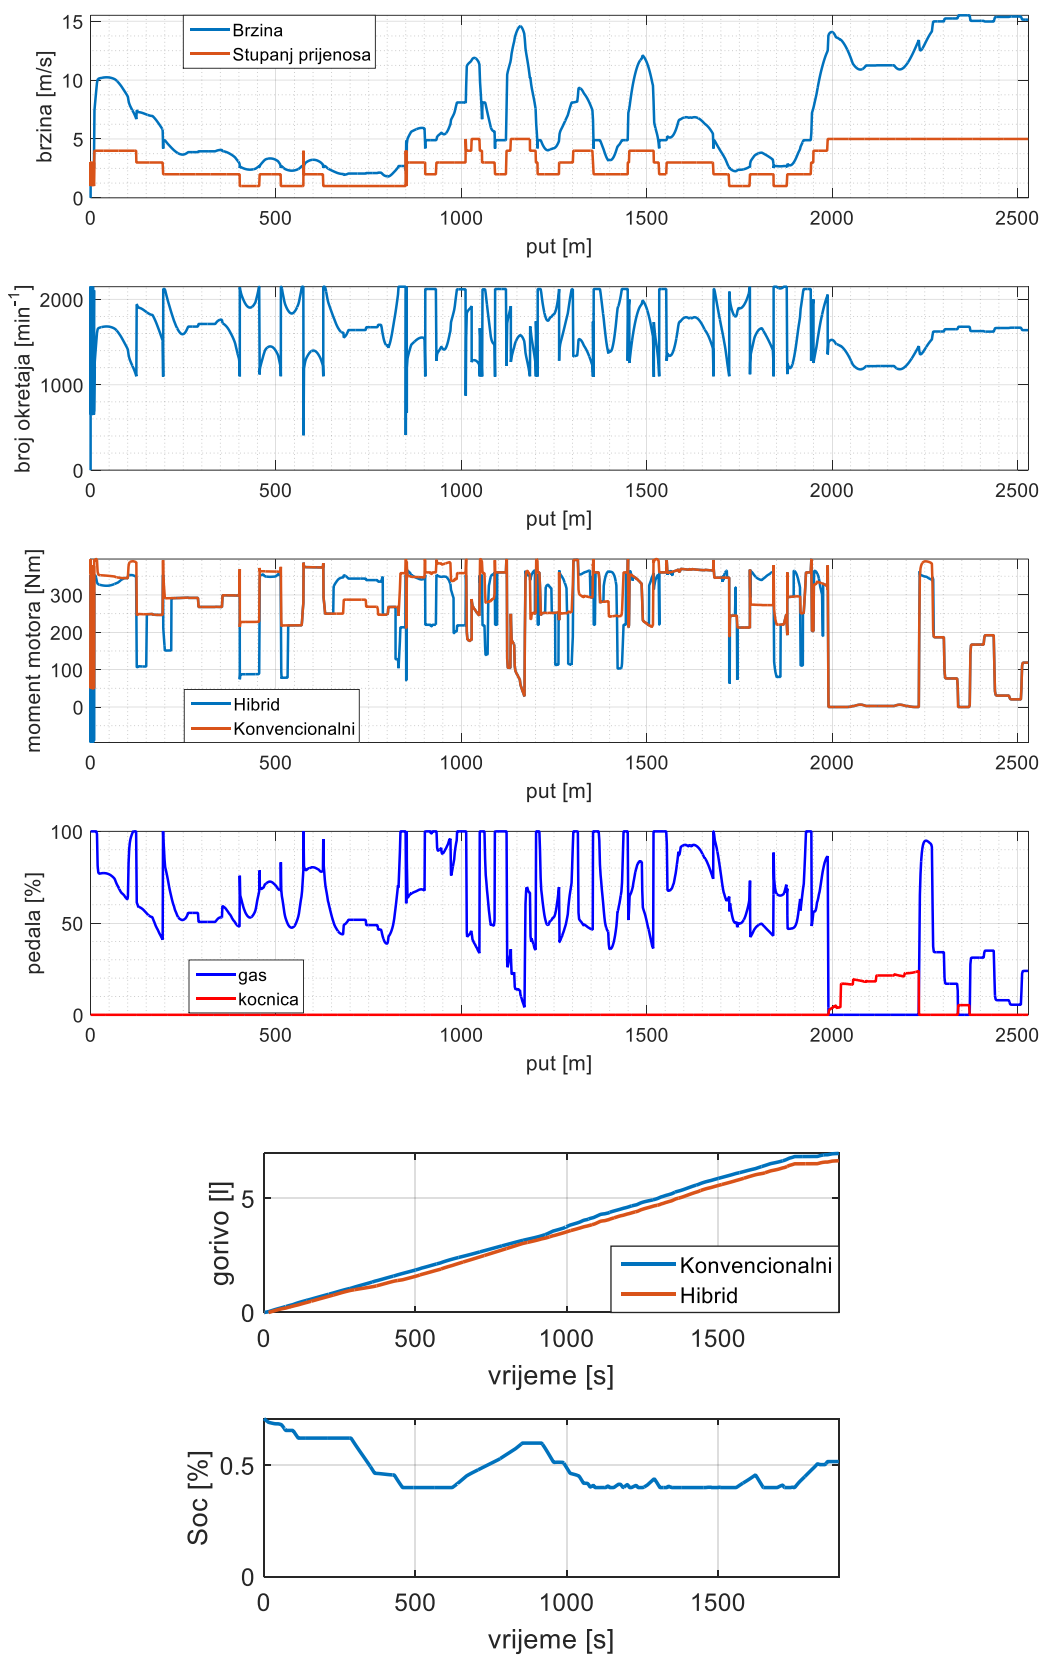 Brzina
Stupanj prijenosa
brzina [m/s]
15
10
5
0
0 500 1000 1500 2000 2500
put [m]
broj okretaja [min-1]
2000
1000
0
0 500 1000 1500 2000 2500
put [m]
moment motora [Nm]
300
200
100
0
Hibrid
Konvencionalni
0 500 1000 1500 2000 2500
put [m]
pedala [%]
100
50
0
gas
kocnica
0 500 1000 1500 2000 2500
put [m]
gorivo [l]
5
0
Konvencionalni
Hibrid
0 500 1000 1500
vrijeme [s]
Soc [%]
0.5
0
0 500 1000 1500
vrijeme [s]